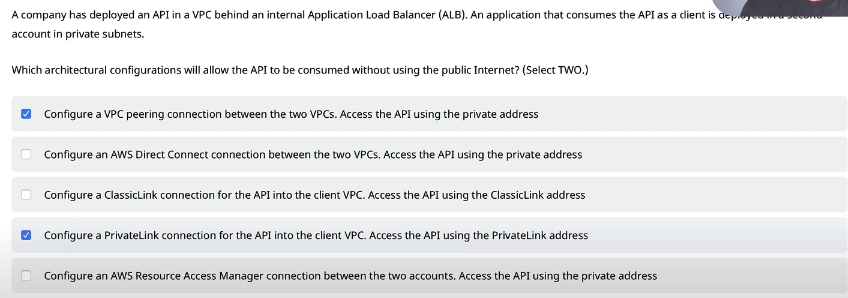 A company has deployed an API in a VPC behind an internal Application Load Balancer (ALB). An application that consumes the API as a client is deployed in a second
account in private subnets.
Which architectural configurations will allow the API to be consumed without using the public Internet? (Select TWO.)
Configure a VPC peering connection between the two VPCs. Access the API using the private address
Configure an AWS Direct Connect connection between the two VPCs. Access the API using the private address
Configure a ClassicLink connection for the API into the client VPC. Access the API using the ClassicLink address
Configure a PrivateLink connection for the API into the client VPC. Access the API using the PrivateLink address
Configure an AWS Resource Access Manager connection between the two accounts. Access the API using the private address